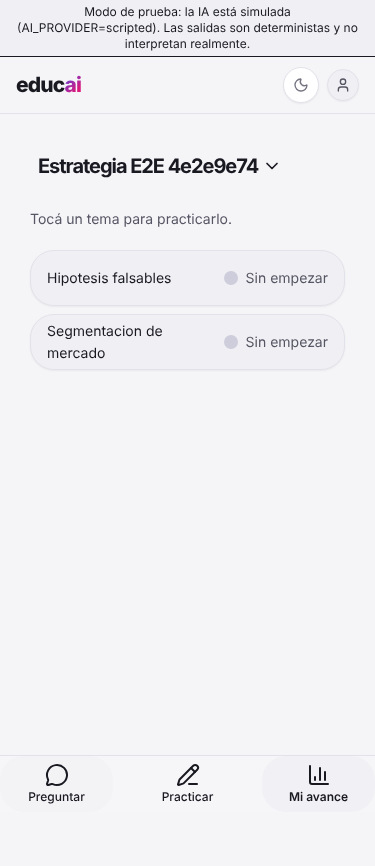 Modo de prueba: la IA está simulada
(AI_PROVIDER=scripted). Las salidas son deterministas y no
interpretan realmente.
educai
Estrategia E2E 4e2e9e74
Tocá un tema para practicarlo.
Hipotesis falsables
Sin empezar
Segmentacion de
mercado
Sin empezar
Preguntar
Practicar
Mi avance